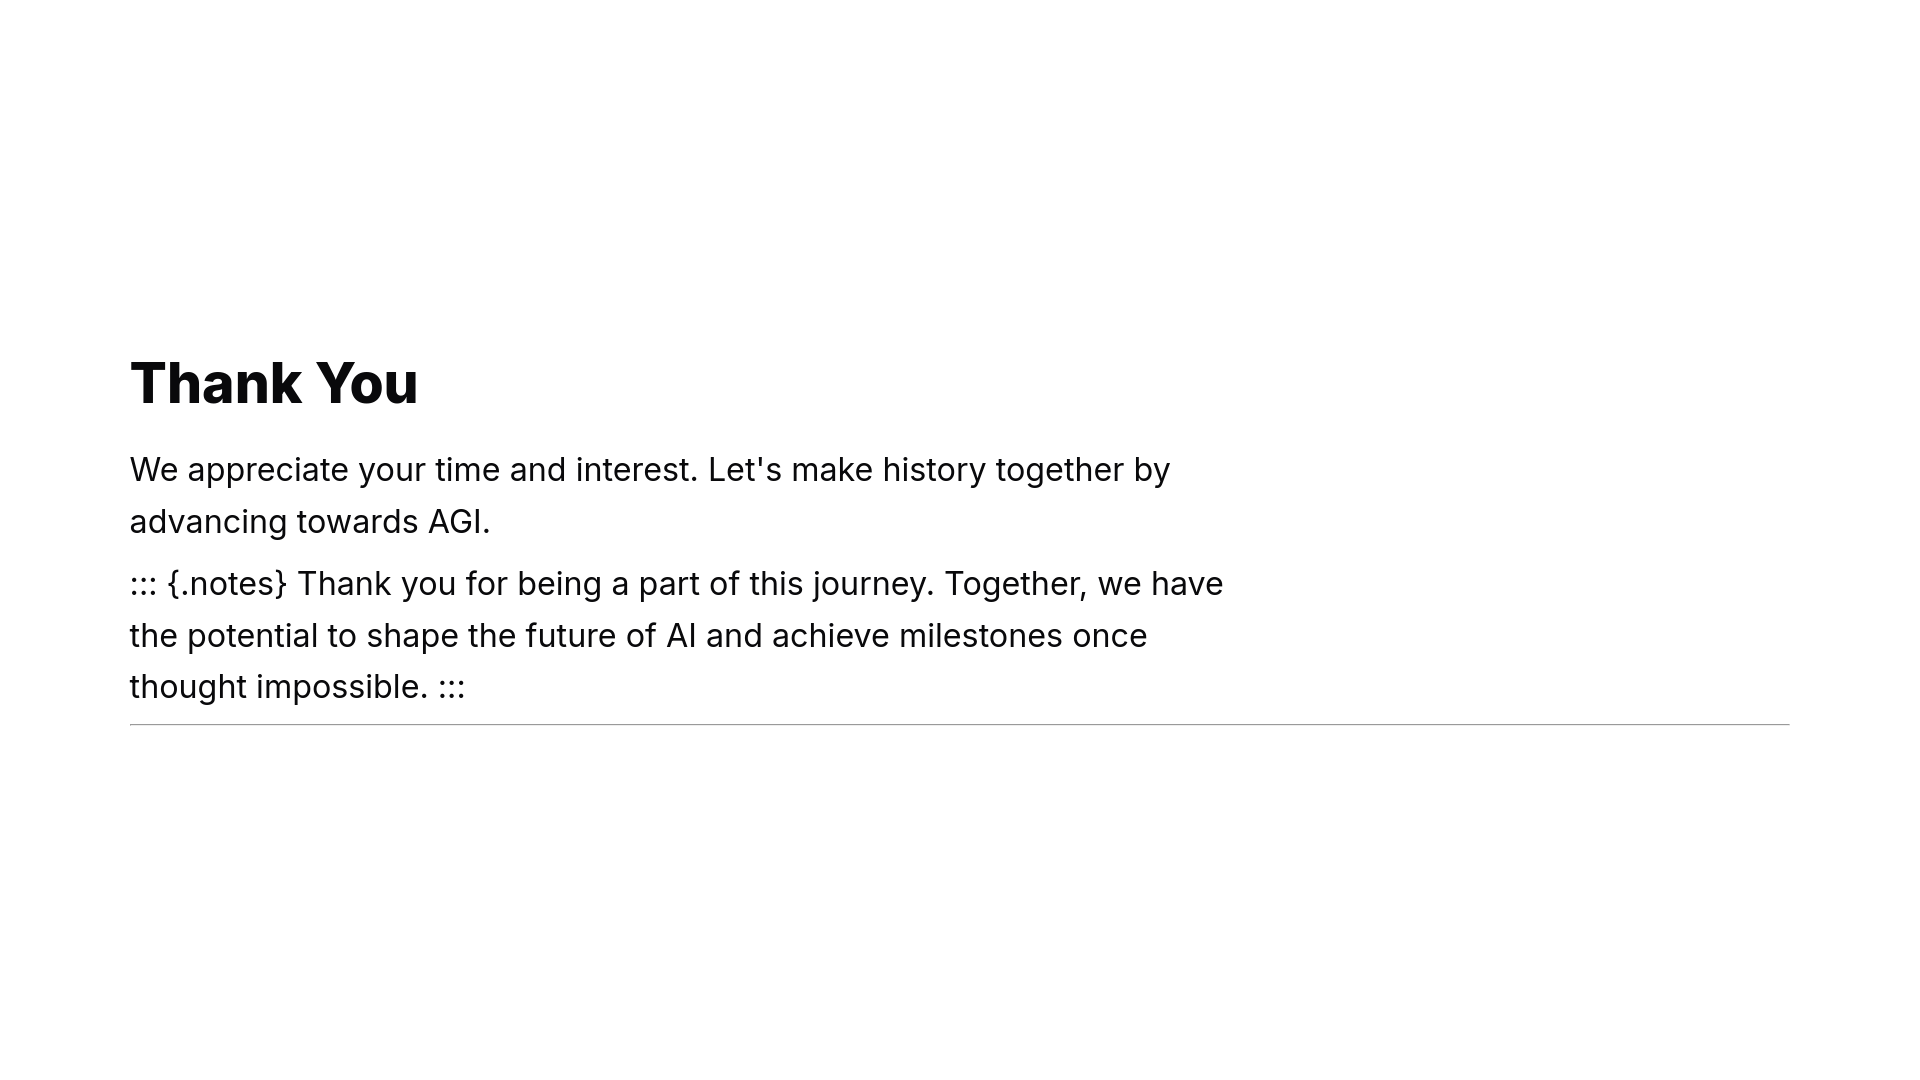 Thank You
We appreciate your time and interest. Let's make history together by
advancing towards AGI.
::: {.notes} Thank you for being a part of this journey. Together, we have
the potential to shape the future of AI and achieve milestones once
thought impossible. :::